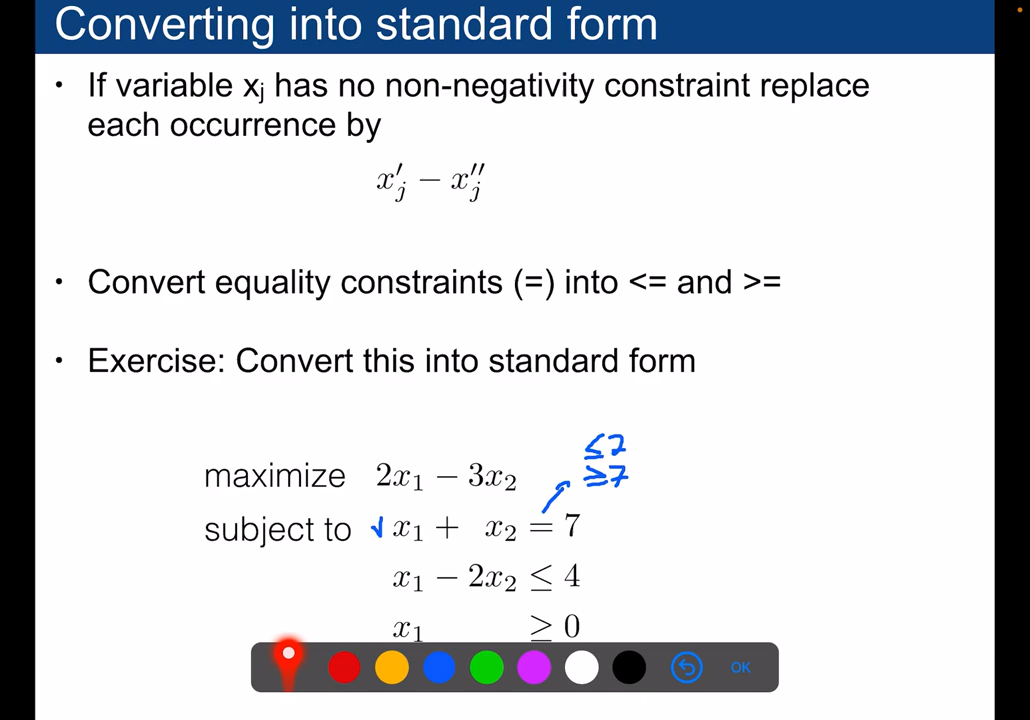 Converting into standard form
• If variable xⱼ has no non-negativity constraint replace
each occurrence by
x′ⱼ − x″ⱼ
• Convert equality constraints (=) into <= and >=
• Exercise: Convert this into standard form
≤7
maximize 2x₁ − 3x₂ ≥7
subject to ✓ x₁ + x₂ = 7
x₁ − 2x₂ ≤ 4
x₁ ≥ 0
OK